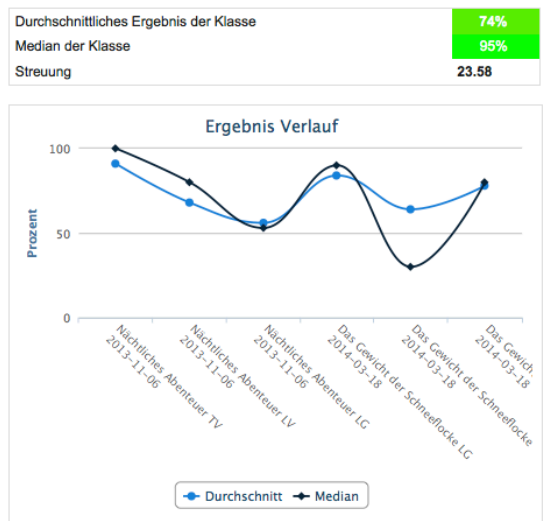 Durchschnittliches Ergebnis der Klasse 74%
Median der Klasse 95%
Streuung 23.58
Ergebnis Verlauf
100
50
0
Prozent
Nächtliches Abenteuer TV
2013-11-06
Nächtliches Abenteuer LV
2013-11-06
Nächtliches Abenteuer LG
2013-11-06
Das Gewicht der Schneeflocke LG
2014-03-18
Das Gewicht der Schneeflocke
2014-03-18
Das Gewich
2014-03-18
Durchschnitt Median